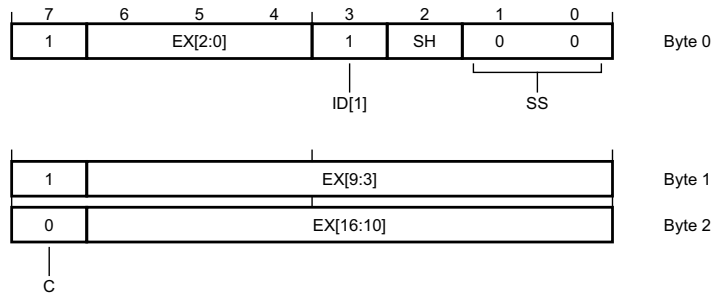 7 6 5 4 3 2 1 0
1 EX[2:0] 1 SH 0 0 Byte 0
ID[1] SS
1 EX[9:3] Byte 1
0 EX[16:10] Byte 2
C